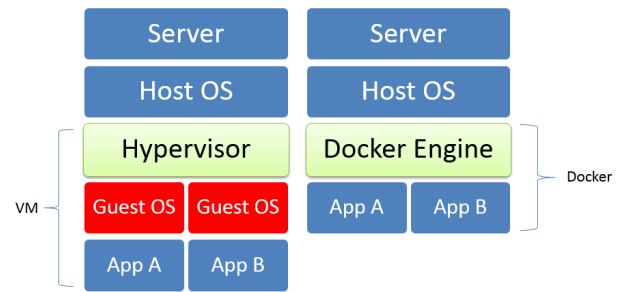 Server
Server
Host OS
Host OS
Hypervisor
Docker Engine
Docker
VM
Guest OS
Guest OS
App A
App B
App A
App B